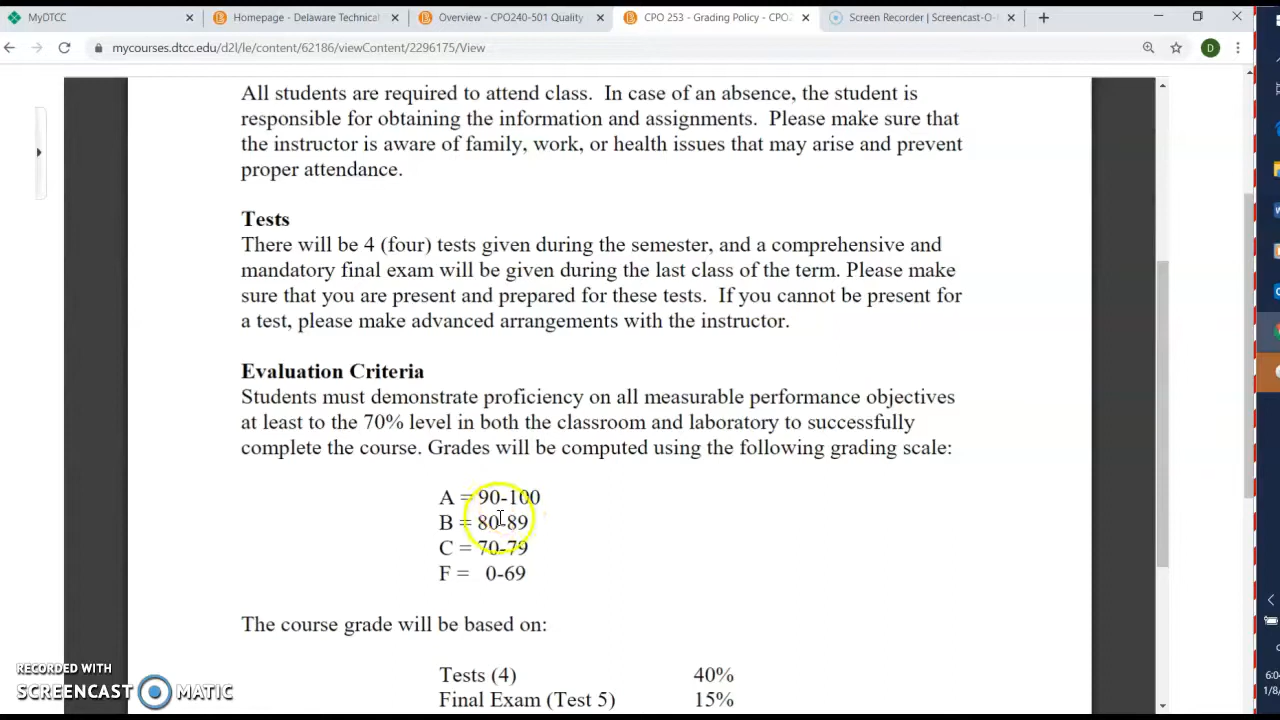 MyDTCC
Homepage - Delaware Technical
Overview - CPO240-501 Quality
CPO 253 - Grading Policy - CPO
Screen Recorder | Screencast-O-
mycourses.dtcc.edu/d2l/le/content/62186/viewContent/2296175/View
D
All students are required to attend class. In case of an absence, the student is
responsible for obtaining the information and assignments. Please make sure that
the instructor is aware of family, work, or health issues that may arise and prevent
proper attendance.
Tests
There will be 4 (four) tests given during the semester, and a comprehensive and
mandatory final exam will be given during the last class of the term. Please make
sure that you are present and prepared for these tests. If you cannot be present for
a test, please make advanced arrangements with the instructor.
Evaluation Criteria
Students must demonstrate proficiency on all measurable performance objectives
at least to the 70% level in both the classroom and laboratory to successfully
complete the course. Grades will be computed using the following grading scale:
A = 90-100
B = 80-89
C = 70-79
F = 0-69
The course grade will be based on:
Tests (4) 40%
Final Exam (Test 5) 15%
RECORDED WITH
SCREENCAST MATIC
6:0
1/8/